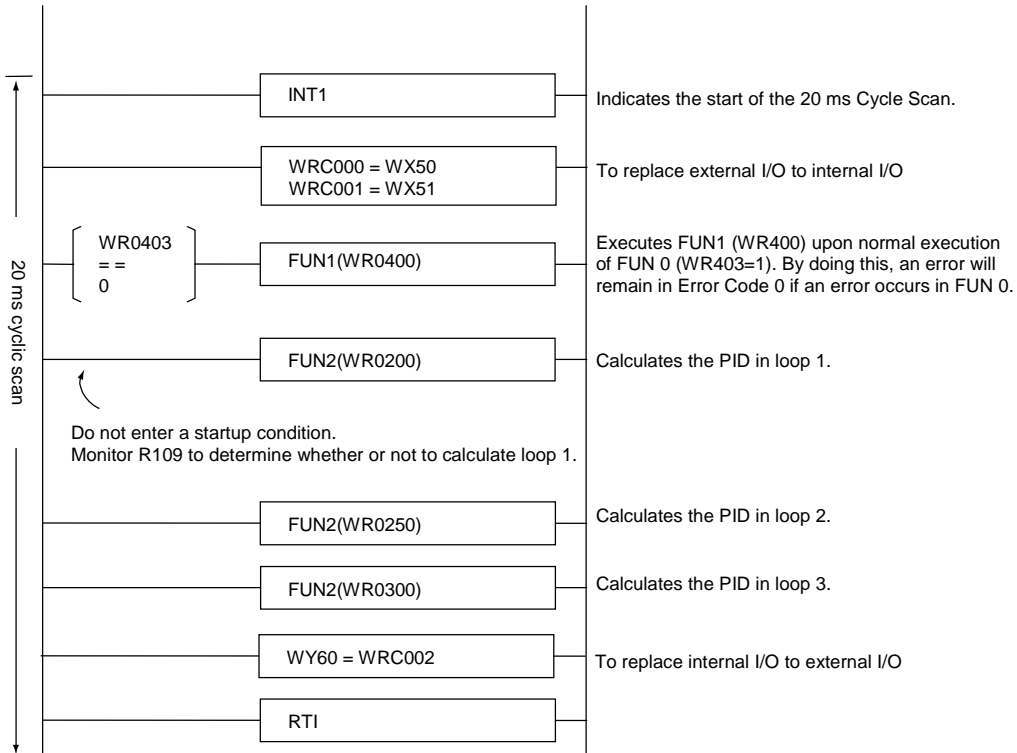 INT1
Indicates the start of the 20 ms Cycle Scan.
WRC000 = WX50
WRC001 = WX51
To replace external I/O to internal I/O
WR0403
= =
0
FUN1(WR0400)
Executes FUN1 (WR400) upon normal execution
of FUN 0 (WR403=1). By doing this, an error will
remain in Error Code 0 if an error occurs in FUN 0.
20 ms cyclic scan
FUN2(WR0200)
Calculates the PID in loop 1.
Do not enter a startup condition.
Monitor R109 to determine whether or not to calculate loop 1.
FUN2(WR0250)
Calculates the PID in loop 2.
FUN2(WR0300)
Calculates the PID in loop 3.
WY60 = WRC002
To replace internal I/O to external I/O
RTI